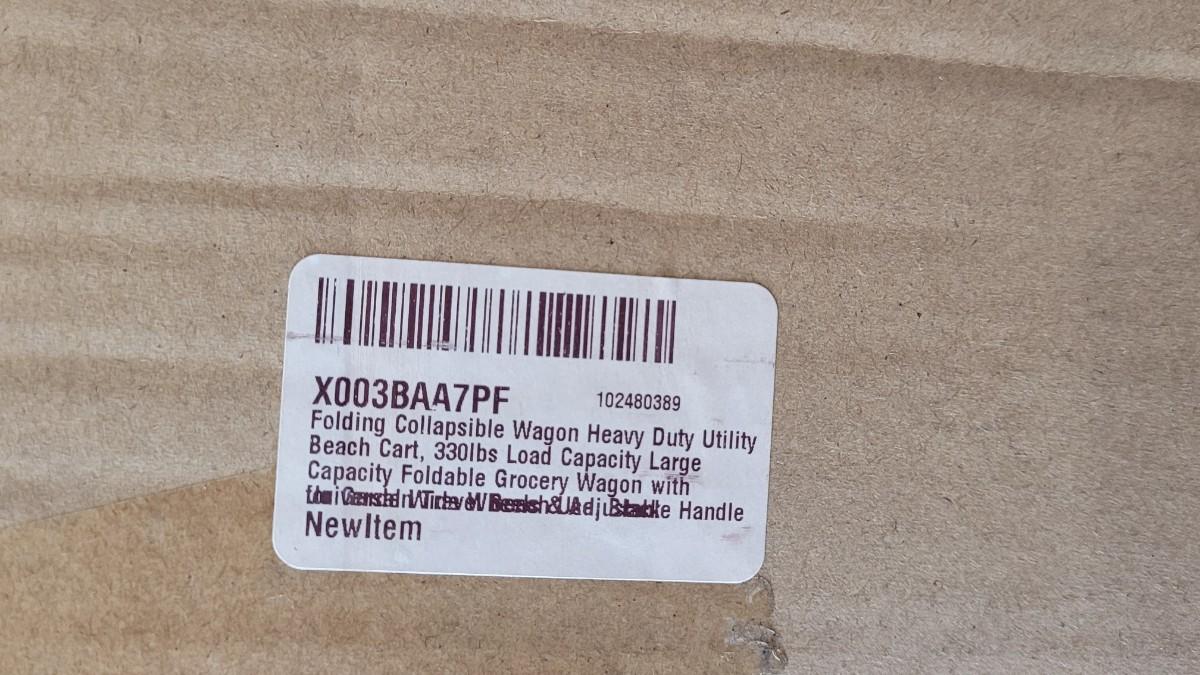 X003BAA7PF 102480389
Folding Collapsible Wagon Heavy Duty Utility
Beach Cart, 330lbs Load Capacity Large
Capacity Foldable Grocery Wagon with
Handle
NewItem